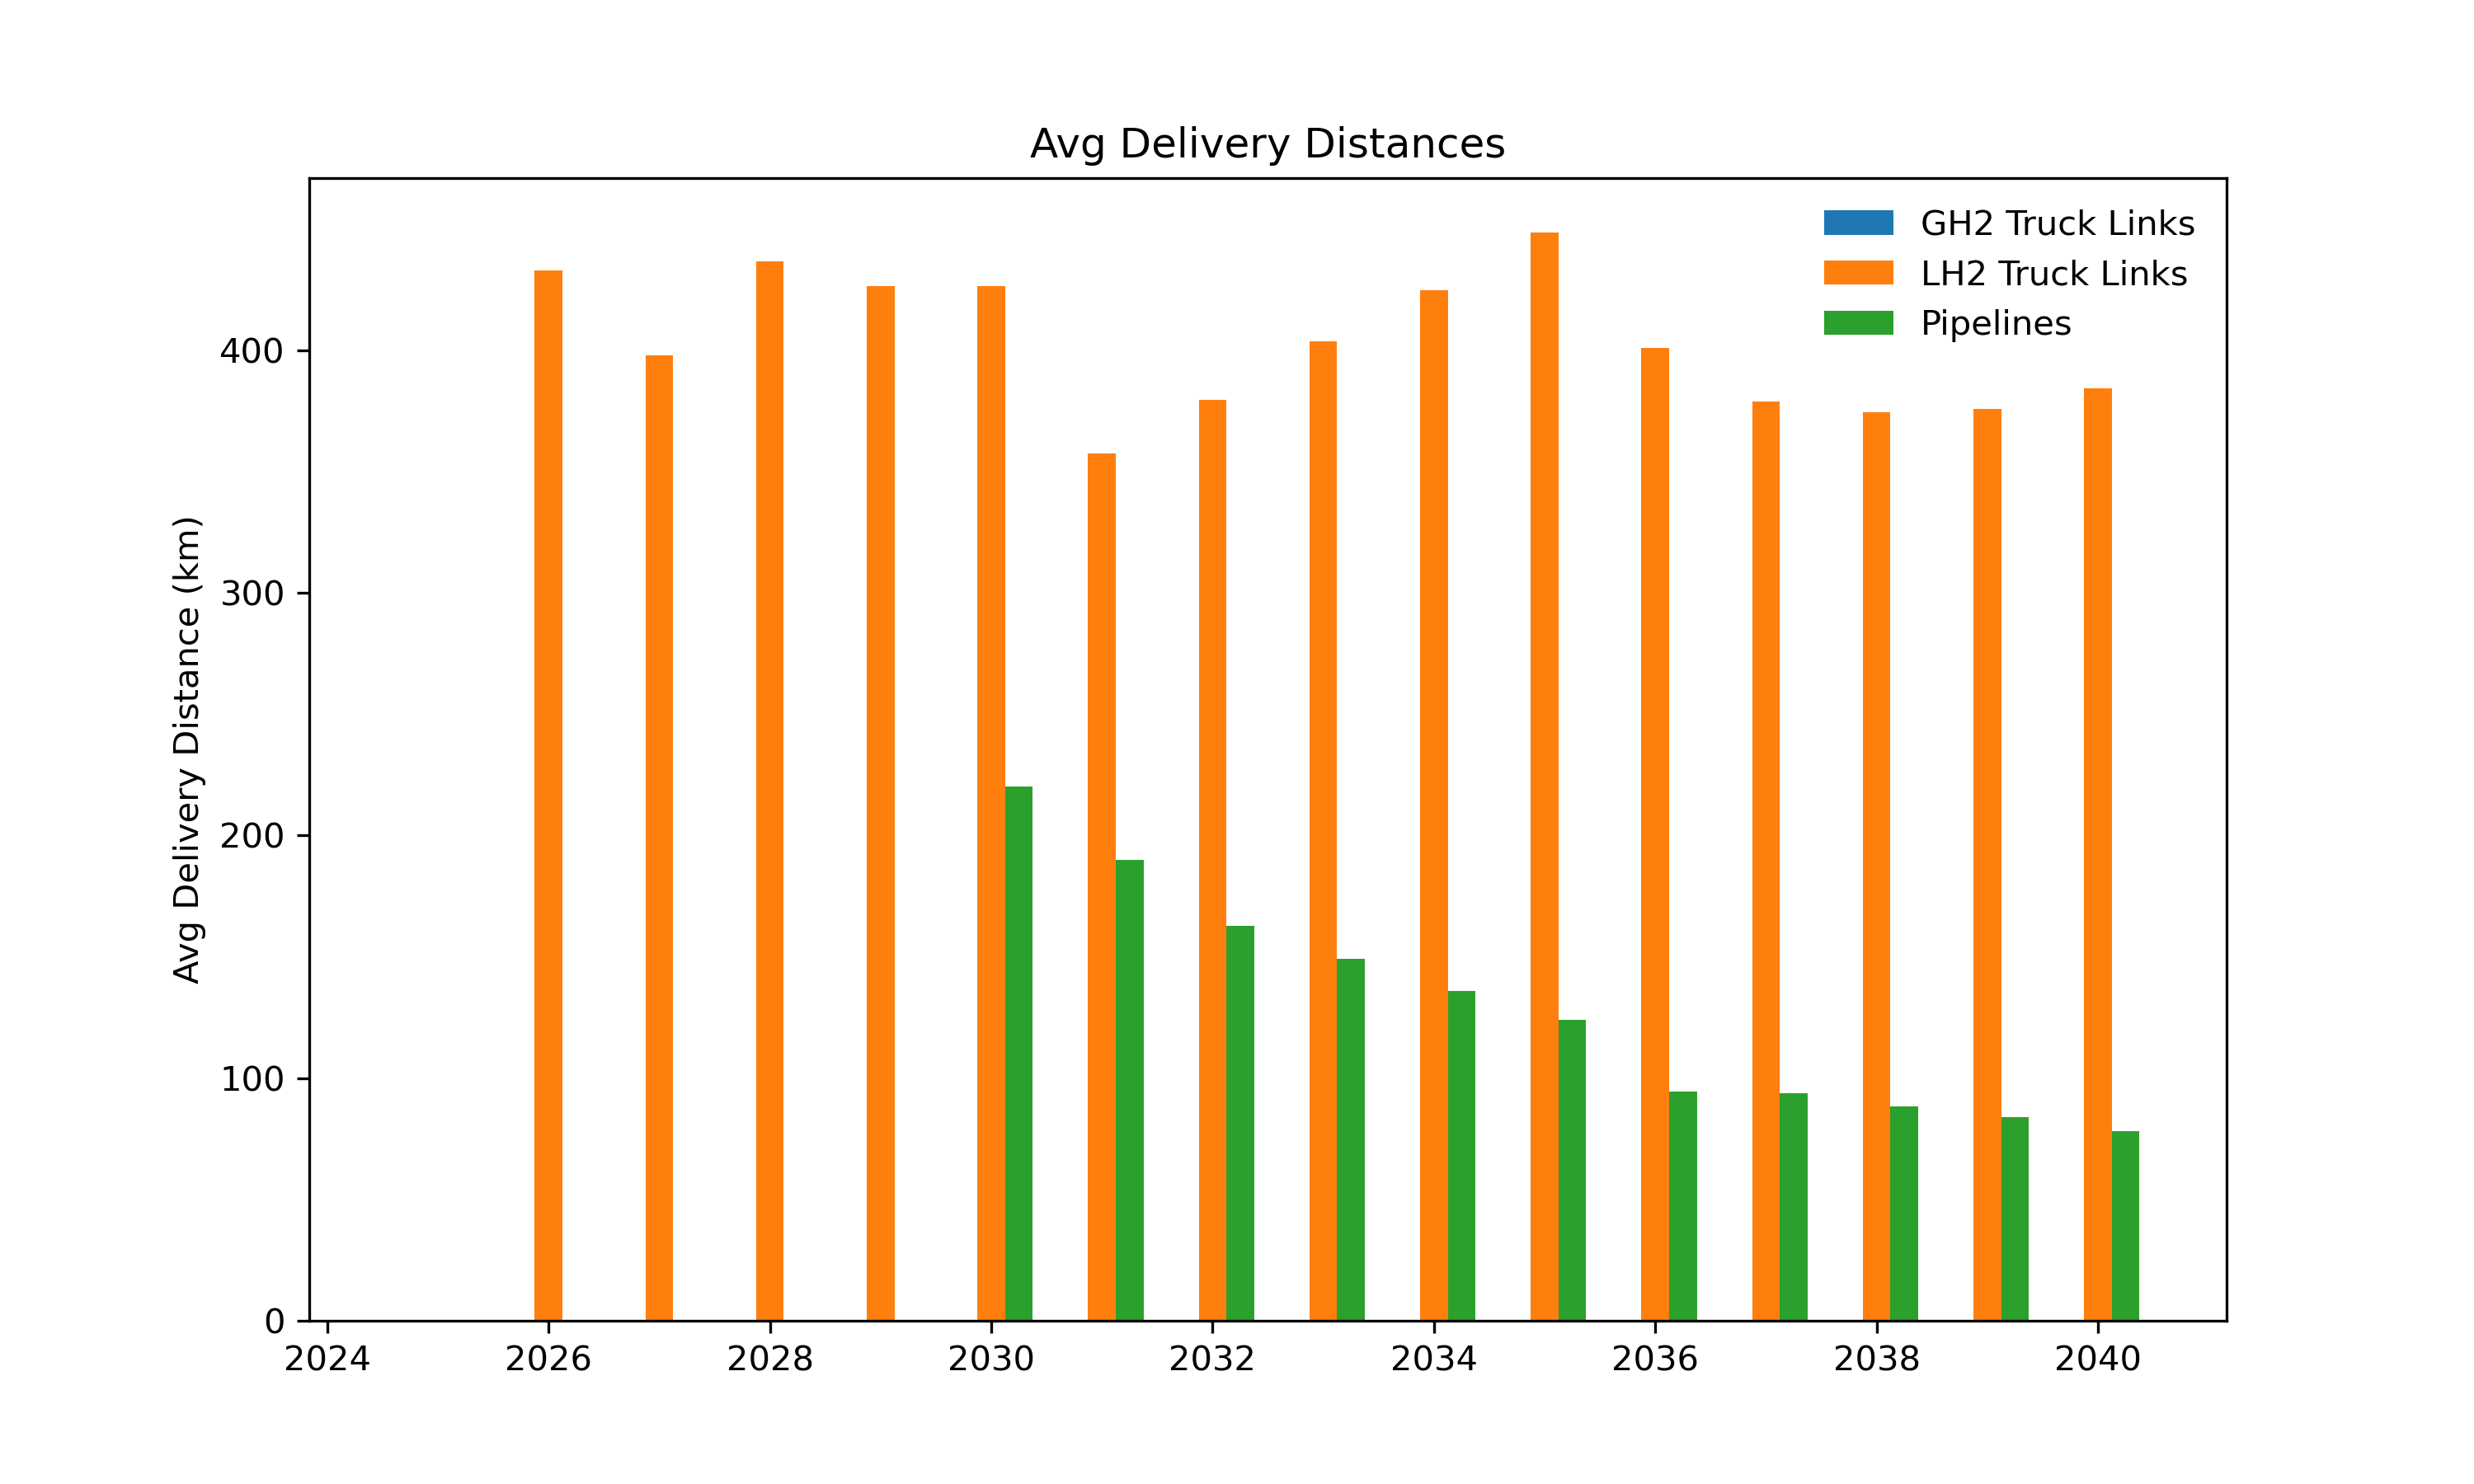 Avg Delivery Distances
GH2 Truck Links
LH2 Truck Links
Pipelines
Avg Delivery Distance (km)
400
300
200
100
0
2024 2026 2028 2030 2032 2034 2036 2038 2040